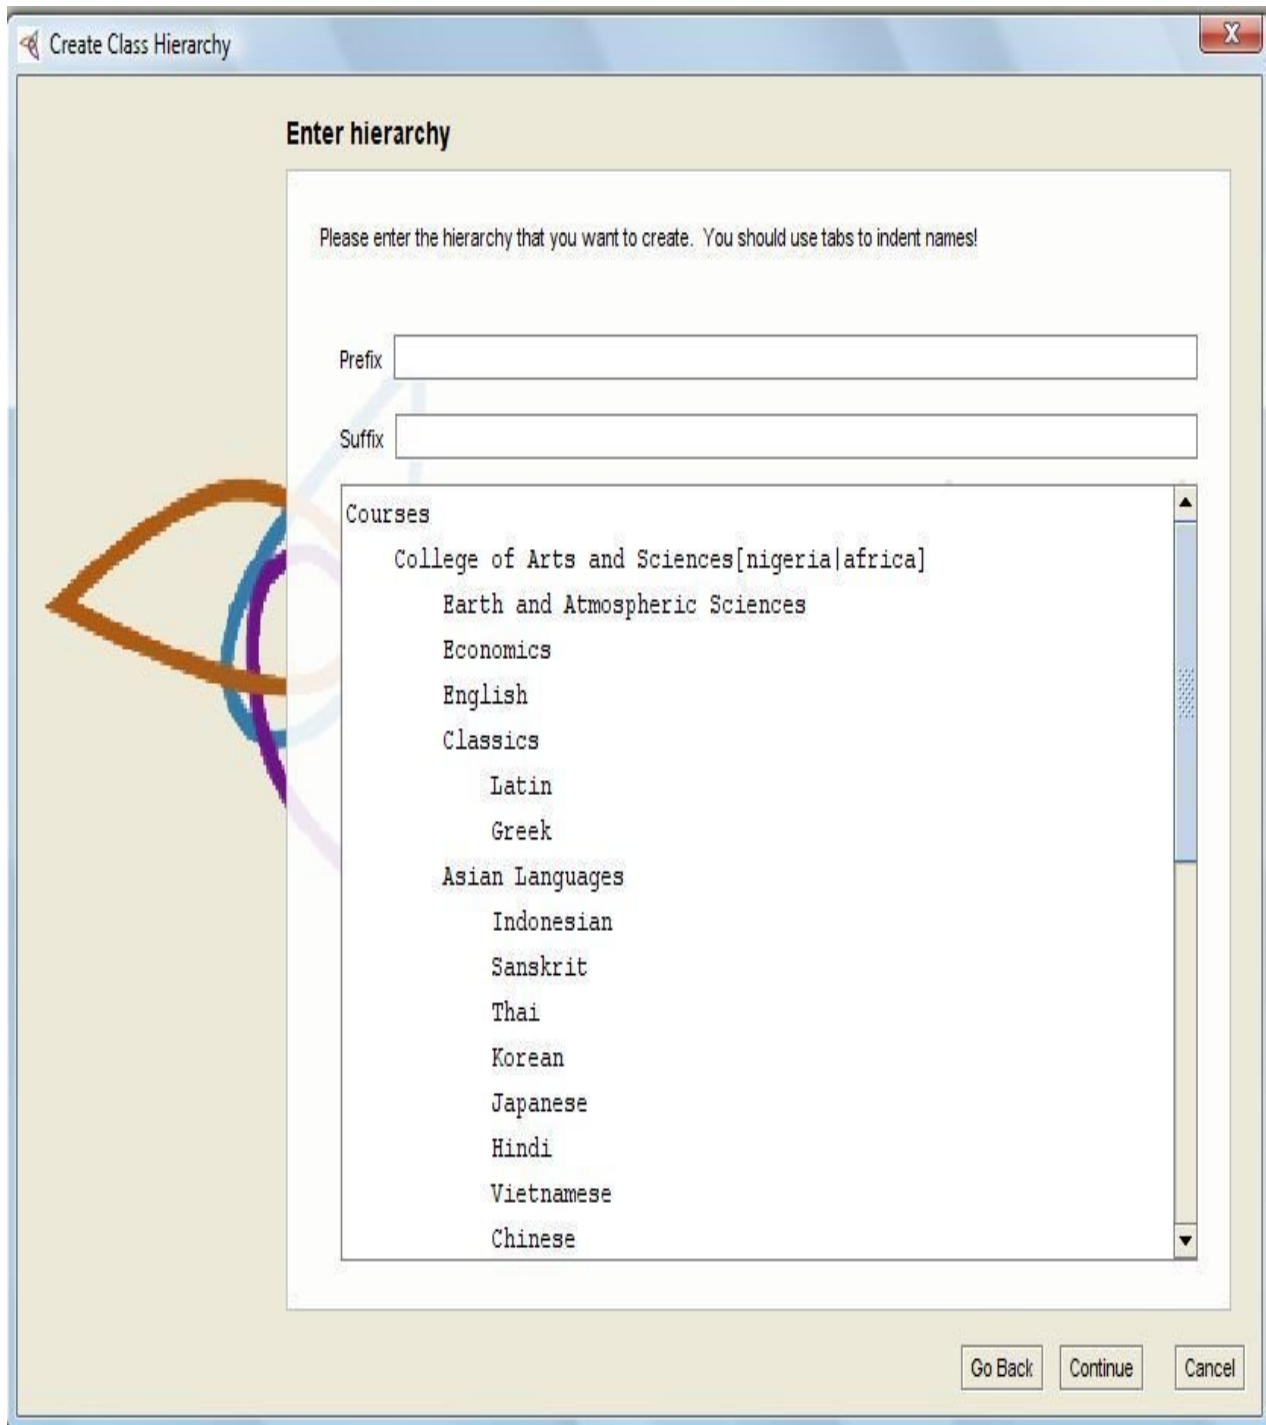 Create Class Hierarchy
X
Enter hierarchy
Please enter the hierarchy that you want to create. You should use tabs to indent names!
Prefix
Suffix
Courses
College of Arts and Sciences[nigeria|africa]
Earth and Atmospheric Sciences
Economics
English
Classics
Latin
Greek
Asian Languages
Indonesian
Sanskrit
Thai
Korean
Japanese
Hindi
Vietnamese
Chinese
Go Back Continue Cancel